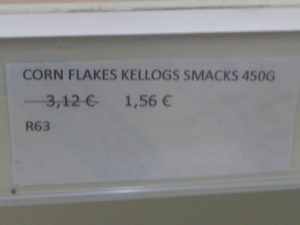 CORN FLAKES KELLOGS SMACKS 450G
3,12 € 1,56 €
R63